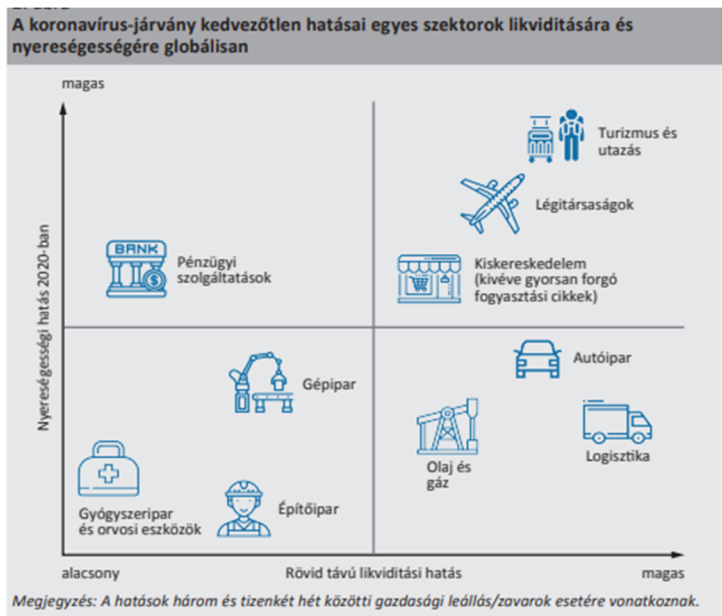 A koronavírus-járvány kedvezőtlen hatásai egyes szektorok likviditására és
nyereségességére globálisan
magas
Nyereségességi hatás 2020-ban
Turizmus és
utazás
Légitársaságok
BANK
Pénzügyi
szolgáltatások
Kiskereskedelem
(kivéve gyorsan forgó
fogyasztási cikkek)
Gépipar
Autóipar
Olaj és
gáz
Logisztika
Gyógyszeripar
és orvosi eszközök
Építőipar
alacsony
Rövid távú likviditási hatás
magas
Megjegyzés: A hatások három és tizenkét hét közötti gazdasági leállás/zavarok esetére vonatkoznak.